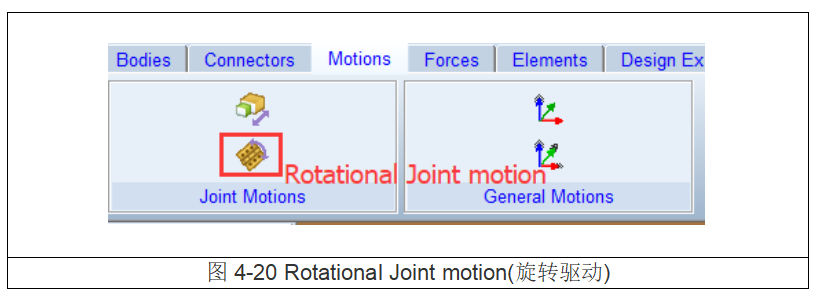 Bodies Connectors Motions Forces Elements Design Ex
Rotational Joint motion
Joint Motions General Motions
图 4-20 Rotational Joint motion(旋转驱动)